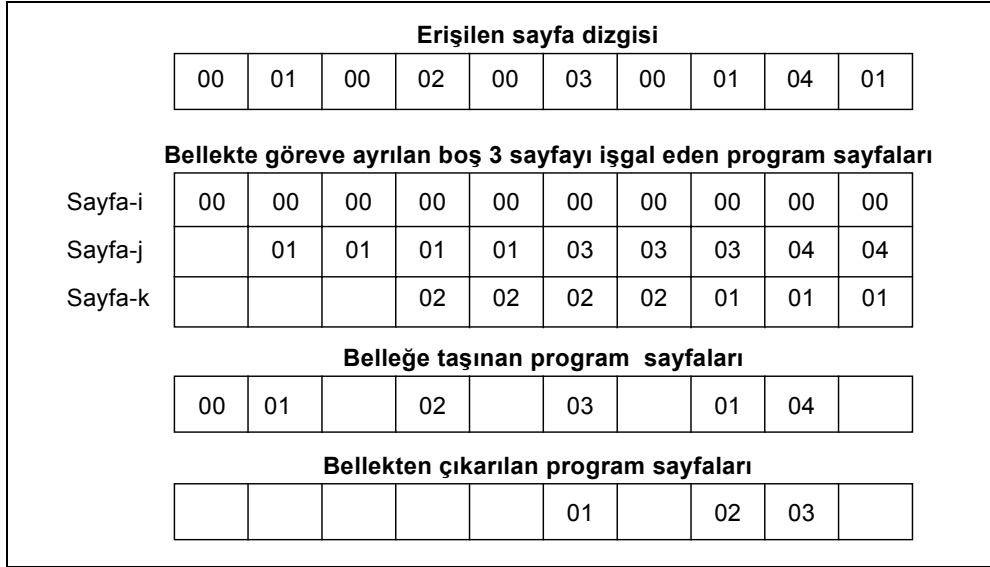 Erişilen sayfa dizgisi
00 01 00 02 00 03 00 01 04 01
Bellekte göreve ayrılan boş 3 sayfayı işgal eden program sayfaları
Sayfa-i 00 00 00 00 00 00 00 00 00 00
Sayfa-j 01 01 01 01 03 03 03 04 04
Sayfa-k 02 02 02 02 01 01 01
Belleğe taşınan program sayfaları
00 01 02 03 01 04
Bellekten çıkarılan program sayfaları
01 02 03